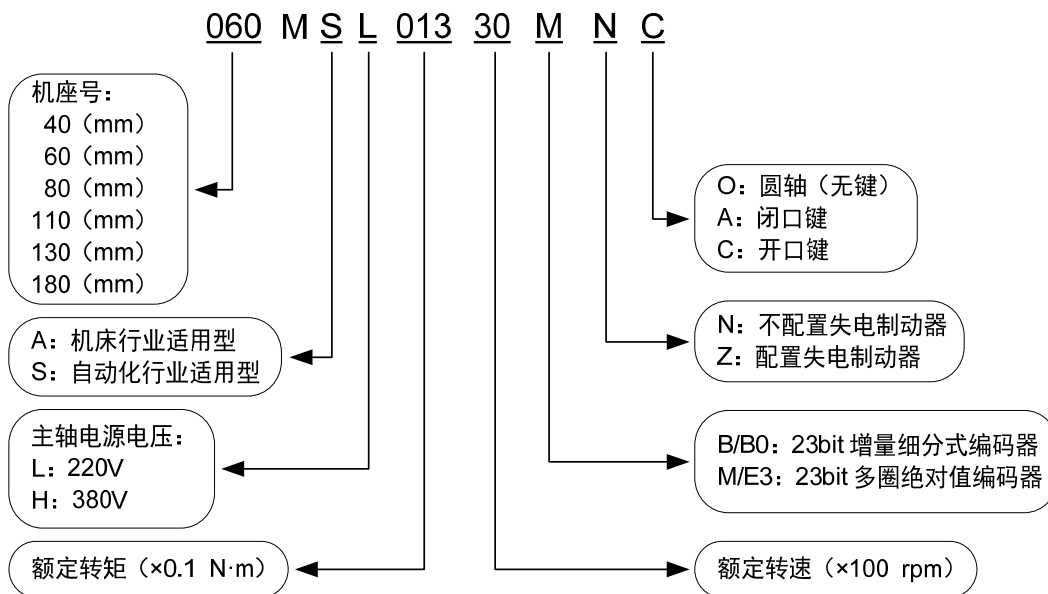 060 M S L 013 30 M N C
机座号：
40（mm）
60（mm）
80（mm）
110（mm）
130（mm）
180（mm）
A：机床行业适用型
S：自动化行业适用型
主轴电源电压：
L：220V
H：380V
额定转矩（×0.1 N·m）
O：圆轴（无键）
A：闭口键
C：开口键
N：不配置失电制动器
Z：配置失电制动器
B/B0：23bit 增量细分式编码器
M/E3：23bit 多圈绝对值编码器
额定转速（×100 rpm）